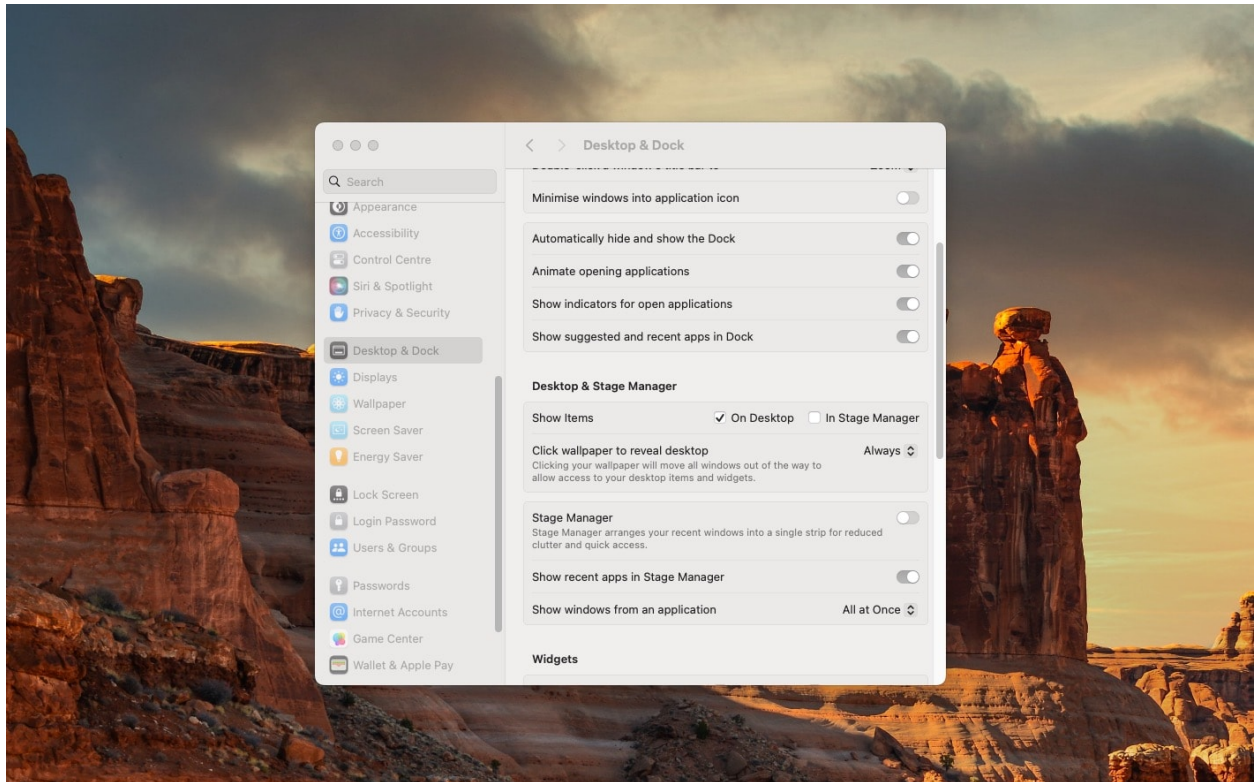 Desktop & Dock
Search
Appearance
Accessibility
Control Centre
Siri & Spotlight
Privacy & Security
Desktop & Dock
Displays
Wallpaper
Screen Saver
Energy Saver
Lock Screen
Login Password
Users & Groups
Passwords
Internet Accounts
Game Center
Wallet & Apple Pay
Minimise windows into application icon
Automatically hide and show the Dock
Animate opening applications
Show indicators for open applications
Show suggested and recent apps in Dock
Desktop & Stage Manager
Show Items On Desktop In Stage Manager
Click wallpaper to reveal desktop Always
Clicking your wallpaper will move all windows out of the way to
allow access to your desktop items and widgets.
Stage Manager
Stage Manager arranges your recent windows into a single strip for reduced
clutter and quick access.
Show recent apps in Stage Manager
Show windows from an application All at Once
Widgets